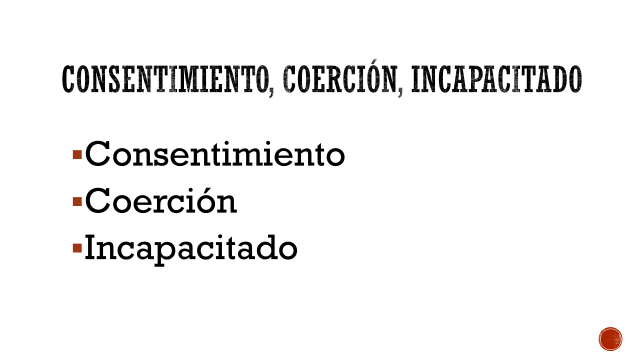 CONSENTIMIENTO, COERCIÓN, INCAPACITADO
▪Consentimiento
▪Coerción
▪Incapacitado